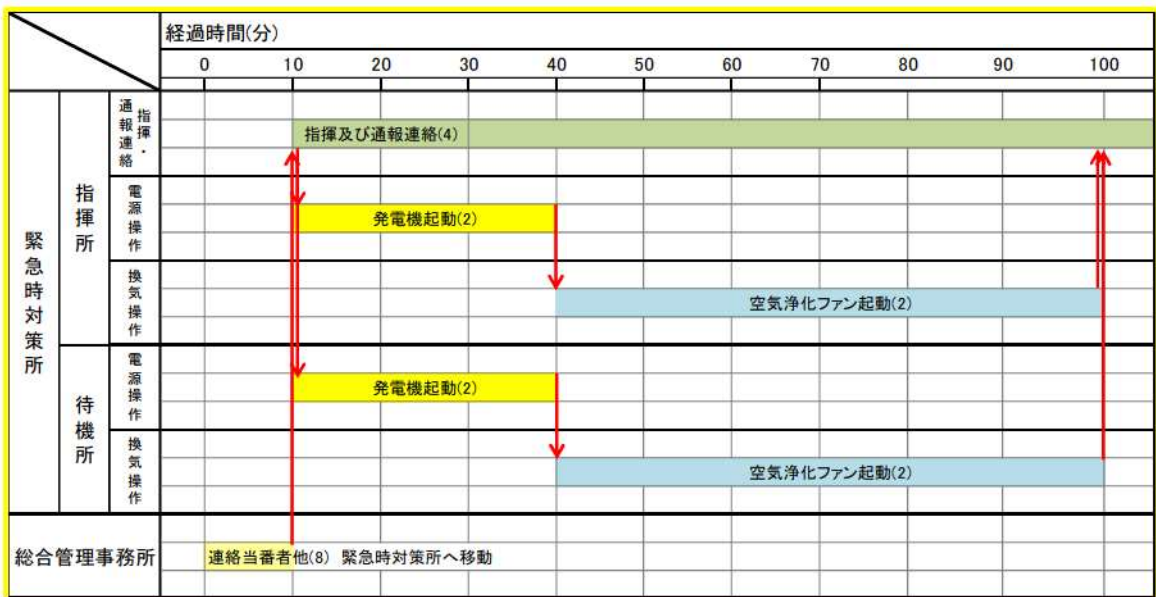 経過時間(分)
0 10 20 30 40 50 60 70 80 90 100
緊急時対策所
指揮所
指揮・通報連絡
指揮及び通報連絡(4)
電源操作
発電機起動(2)
換気操作
空気浄化ファン起動(2)
待機所
電源操作
発電機起動(2)
換気操作
空気浄化ファン起動(2)
総合管理事務所
連絡当番者他(8) 緊急時対策所へ移動